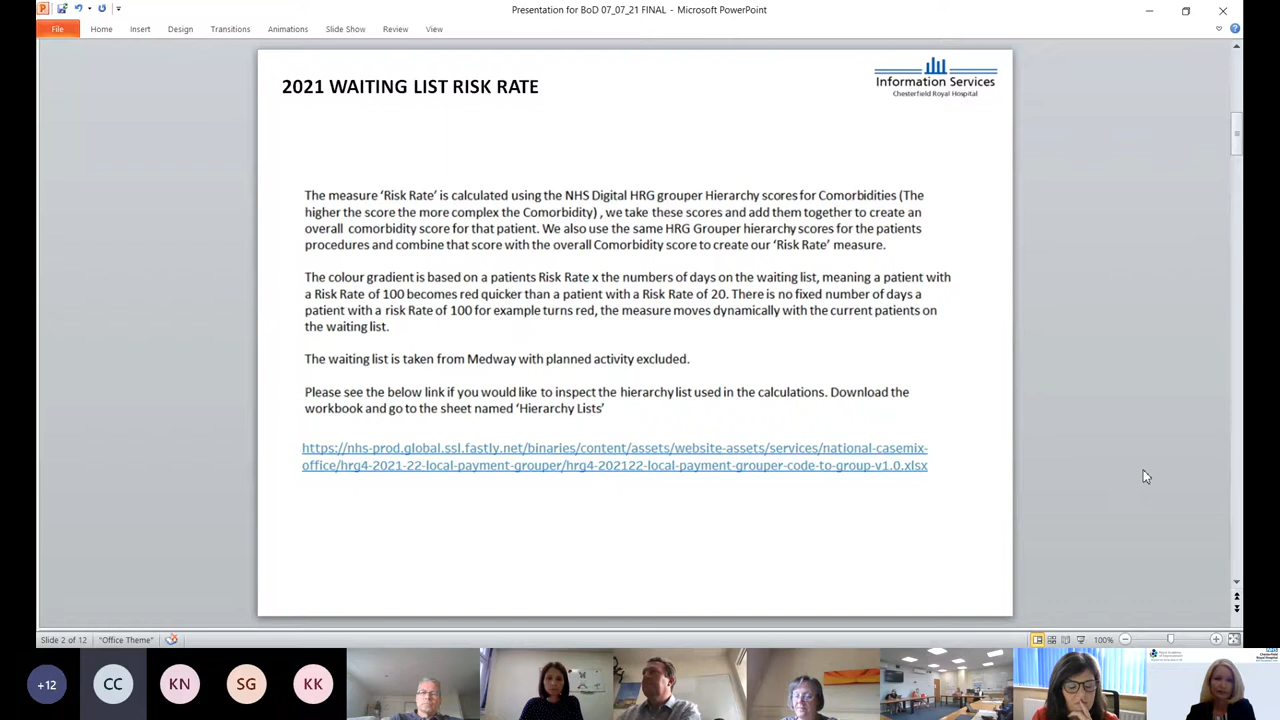 Presentation for BoD 07_07_21 FINAL - Microsoft PowerPoint
File Home Insert Design Transitions Animations Slide Show Review View
2021 WAITING LIST RISK RATE
Information Services
Chesterfield Royal Hospital
The measure ‘Risk Rate’ is calculated using the NHS Digital HRG grouper Hierarchy scores for Comorbidities (The
higher the score the more complex the Comorbidity) , we take these scores and add them together to create an
overall comorbidity score for that patient. We also use the same HRG Grouper hierarchy scores for the patients
procedures and combine that score with the overall Comorbidity score to create our ‘Risk Rate’ measure.
The colour gradient is based on a patients Risk Rate x the numbers of days on the waiting list, meaning a patient with
a Risk Rate of 100 becomes red quicker than a patient with a Risk Rate of 20. There is no fixed number of days a
patient with a risk Rate of 100 for example turns red, the measure moves dynamically with the current patients on
the waiting list.
The waiting list is taken from Medway with planned activity excluded.
Please see the below link if you would like to inspect the hierarchy list used in the calculations. Download the
workbook and go to the sheet named ‘Hierarchy Lists’
https://nhs-prod.global.ssl.fastly.net/binaries/content/assets/website-assets/services/national-casemix-
office/hrg4-2021-22-local-payment-grouper/hrg4-202122-local-payment-grouper-code-to-group-v1.0.xlsx
Slide 2 of 12 "Office Theme" 100%
+12 CC KN SG KK